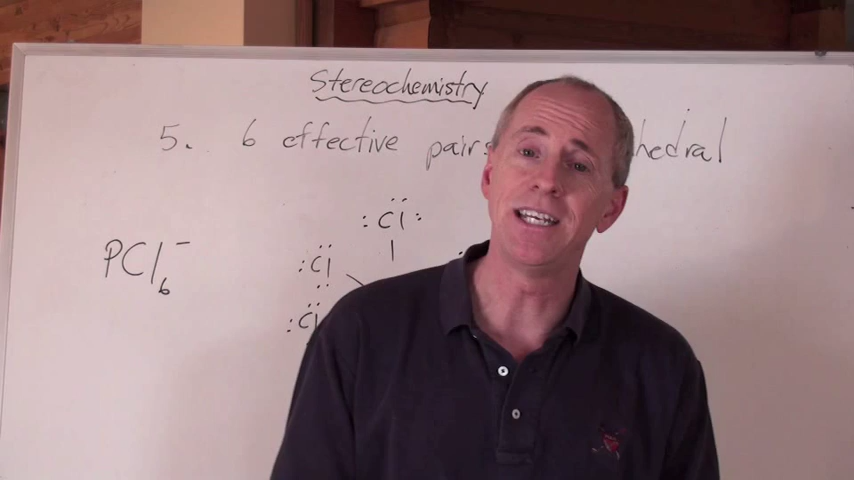 Stereochemistry
5. 6 effective pairs hedral
:Cl:
PCl6⁻ :Cl
:Cl